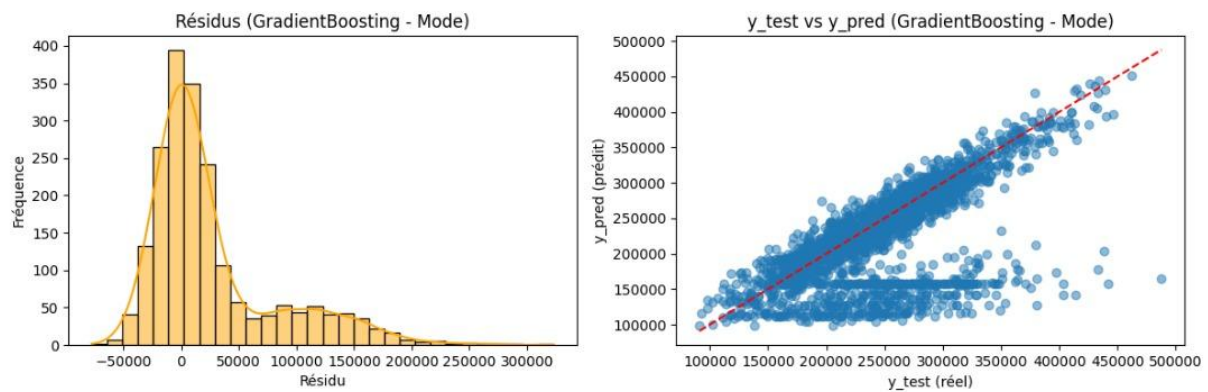 Résidus (GradientBoosting - Mode)
Fréquence
400
350
300
250
200
150
100
50
0
−50000 0 50000 100000 150000 200000 250000 300000
Résidu
y_test vs y_pred (GradientBoosting - Mode)
y_pred (prédit)
500000
450000
400000
350000
300000
250000
200000
150000
100000
100000 150000 200000 250000 300000 350000 400000 450000 500000
y_test (réel)